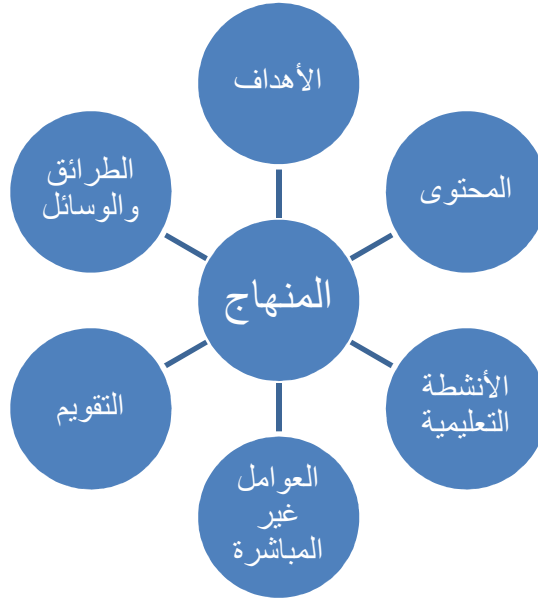 الأهداف
المحتوى
الطرائق
والوسائل
المنهاج
الأنشطة
التعليمية
التقويم
العوامل
غير
المباشرة